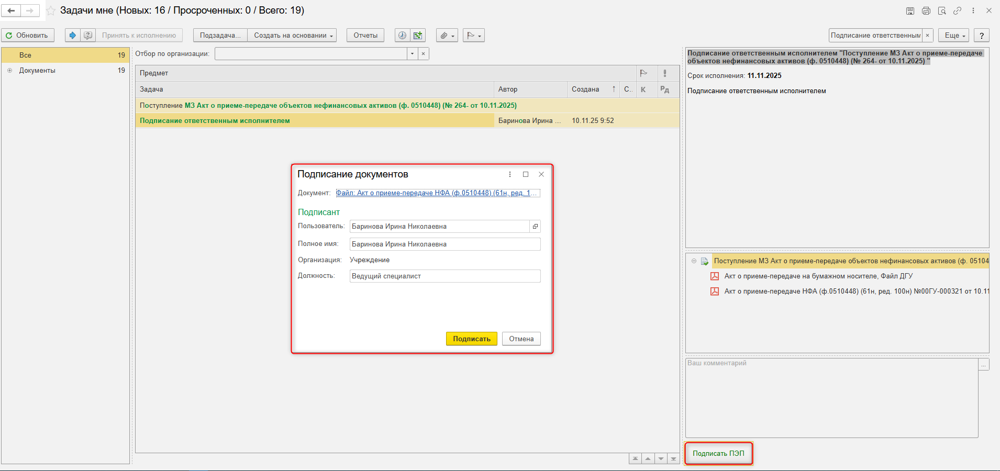 Задачи мне (Новых: 16 / Просроченных: 0 / Всего: 19)
Обновить
Принять к исполнению
Подзадача...
Создать на основании
Отчеты
Подписание ответственным
×
Еще
?
Все 19
Документы 19
Отбор по организации:
Предмет
Задача Автор Создана ↑ С.. К Рд
Поступление МЗ Акт о приеме-передаче объектов нефинансовых активов (ф. 0510448) (№ 264- от 10.11.2025)
Подписание ответственным исполнителем Баринова Ирина ... 10.11.25 9:52
Подписание документов
Документ: Файл: Акт о приеме-передаче НФА (ф.0510448) (61н, ред. 1...
Подписант
Пользователь: Баринова Ирина Николаевна
Полное имя: Баринова Ирина Николаевна
Организация: Учреждение
Должность: Ведущий специалист
Подписать
Отмена
Подписание ответственным исполнителем "Поступление МЗ Акт о приеме-передаче
объектов нефинансовых активов (ф. 0510448) (№ 264- от 10.11.2025) "
Срок исполнения: 11.11.2025
Подписание ответственным исполнителем
Поступление МЗ Акт о приеме-передаче объектов нефинансовых активов (ф. 05104
Акт о приеме-передаче на бумажном носителе, Файл ДГУ
Акт о приеме-передаче НФА (ф.0510448) (61н, ред. 100н) №00ГУ-000321 от 10.11
Ваш комментарий
...
Подписать ПЭП